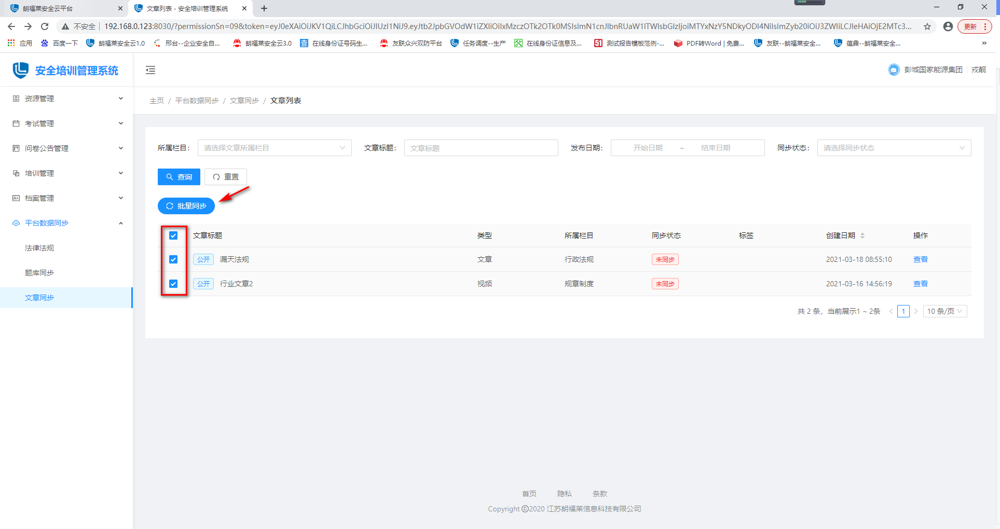 朗福莱安全云平台
文章列表 - 安全培训管理系统
不安全
192.168.0.123:8030/?permissionSn=09&token=
更新
应用
百度一下
朗福莱安全云1.0
邢台--企业安全自...
朗福莱安全云3.0
在线身份证号码生...
友联众兴双防平台
任务调度--生产
在线身份证信息及...
测试报告模板范例-...
PDF转Word | 免费...
友联--朗福莱安全...
蕴鼎--朗福莱安全...
安全培训管理系统
彭城国家能源集团
戎靓
资源管理
考试管理
问卷公告管理
培训管理
档案管理
平台数据同步
法律法规
题库同步
文章同步
主页 / 平台数据同步 / 文章同步 / 文章列表
所属栏目: 请选择文章所属栏目
文章标题: 文章标题
发布日期: 开始日期 ~ 结束日期
同步状态: 请选择同步状态
查询
重置
批量同步
文章标题 类型 所属栏目 同步状态 标签 创建日期 操作
公开 漏天法规 文章 行政法规 未同步 2021-03-18 08:55:10 查看
公开 行业文章2 视频 规章制度 未同步 2021-03-16 14:56:19 查看
共 2 条，当前展示1 ~ 2条 < 1 > 10 条/页
首页 隐私 条款
Copyright ©2020 江苏朗福莱信息科技有限公司